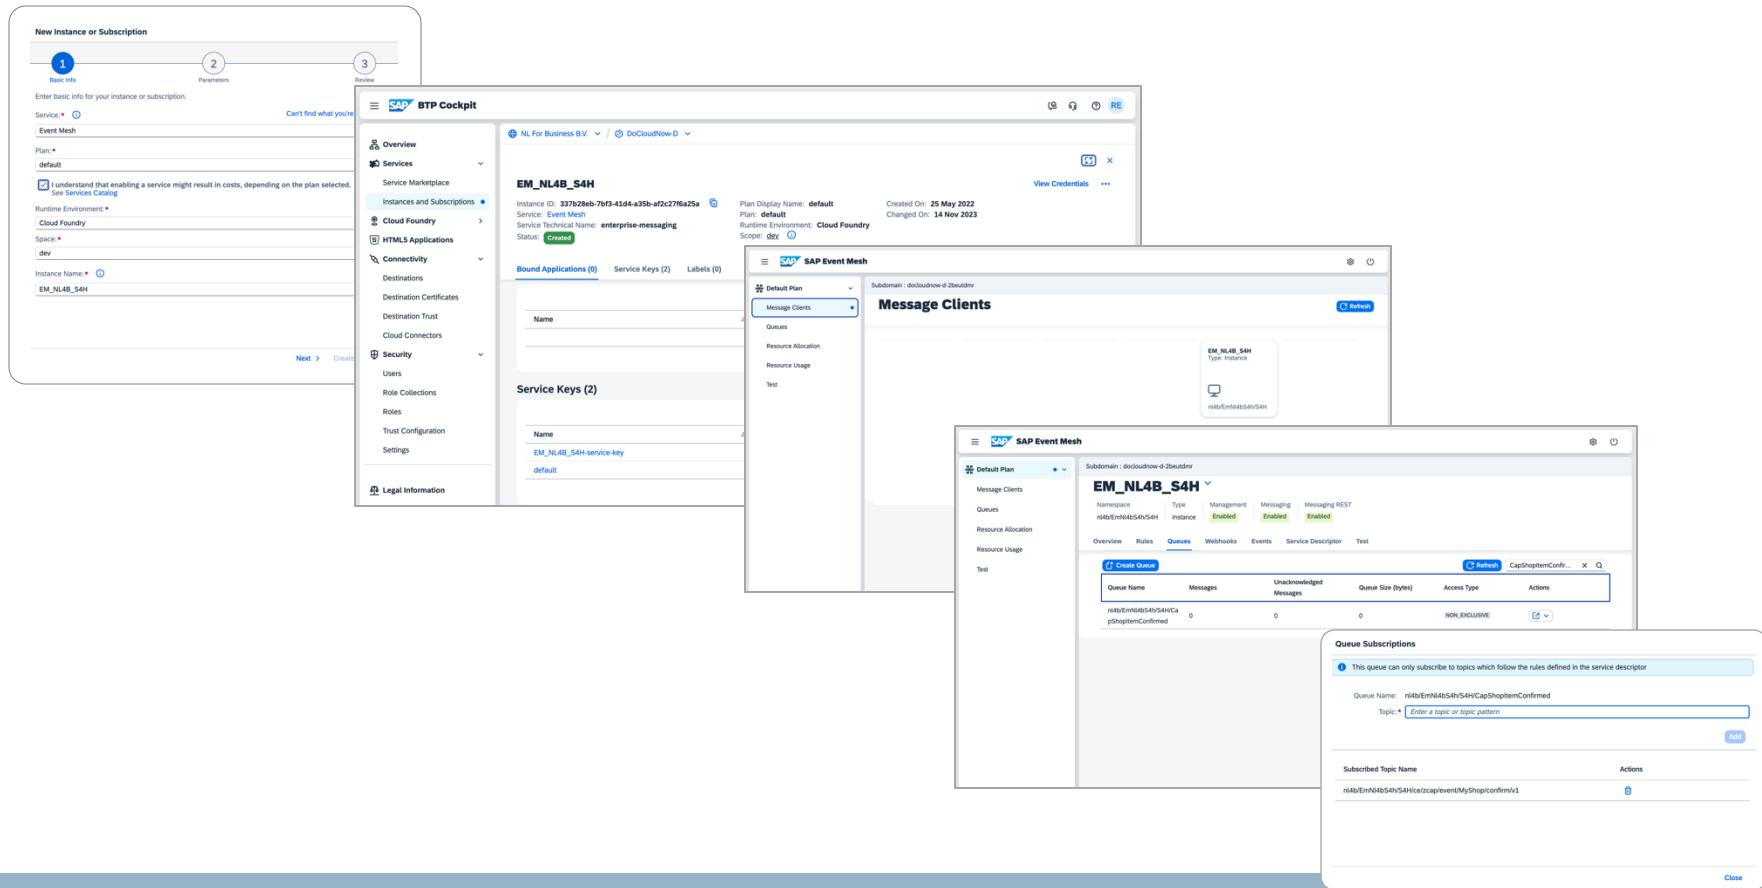 New Instance or Subscription
1
2
3
Basic Info
Parameters
Review
Enter basic info for your instance or subscription.
Service:*
Can't find what you're
Event Mesh
Plan:*
default
I understand that enabling a service might result in costs, depending on the plan selected.
See Services Catalog
Runtime Environment:*
Cloud Foundry
Space:*
dev
Instance Name:*
EM_NL4B_S4H
Next
Create
SAP BTP Cockpit
RE
Overview
Services
Service Marketplace
Instances and Subscriptions
Cloud Foundry
HTML5 Applications
Connectivity
Destinations
Destination Certificates
Destination Trust
Cloud Connectors
Security
Users
Role Collections
Roles
Trust Configuration
Settings
Legal Information
NL For Business B.V. / DoCloudNow-D
EM_NL4B_S4H
View Credentials
Instance ID: 337b28eb-7bf3-41d4-a35b-af2c27f6a25a
Service: Event Mesh
Service Technical Name: enterprise-messaging
Status: Created
Plan Display Name: default
Plan: default
Runtime Environment: Cloud Foundry
Scope: dev
Created On: 25 May 2022
Changed On: 14 Nov 2023
Bound Applications (0)
Service Keys (2)
Labels (0)
Name
Service Keys (2)
Name
EM_NL4B_S4H-service-key
default
SAP SAP Event Mesh
Default Plan
Message Clients
Queues
Resource Allocation
Resource Usage
Test
Subdomain : docloudnow-d-2beutdmr
Message Clients
Refresh
EM_NL4B_S4H
Type: Instance
nl4b/EmNl4bS4h/S4H
SAP SAP Event Mesh
Default Plan
Message Clients
Queues
Resource Allocation
Resource Usage
Test
Subdomain : docloudnow-d-2beutdmr
EM_NL4B_S4H
Namespace
Type
Management
Messaging
Messaging REST
nl4b/EmNl4bS4h/S4H
Instance
Enabled
Enabled
Enabled
Overview
Rules
Queues
Webhooks
Events
Service Descriptor
Test
Create Queue
Refresh
CapShopItemConfir...
Queue Name
Messages
Unacknowledged
Messages
Queue Size (bytes)
Access Type
Actions
nl4b/EmNl4bS4h/S4H/Ca
pShopItemConfirmed
0
0
0
NON_EXCLUSIVE
Queue Subscriptions
This queue can only subscribe to topics which follow the rules defined in the service descriptor
Queue Name: nl4b/EmNl4bS4h/S4H/CapShopItemConfirmed
Topic:* Enter a topic or topic pattern
Add
Subscribed Topic Name
Actions
nl4b/EmNl4bS4h/S4H/ce/zcap/event/MyShop/confirm/v1
Close